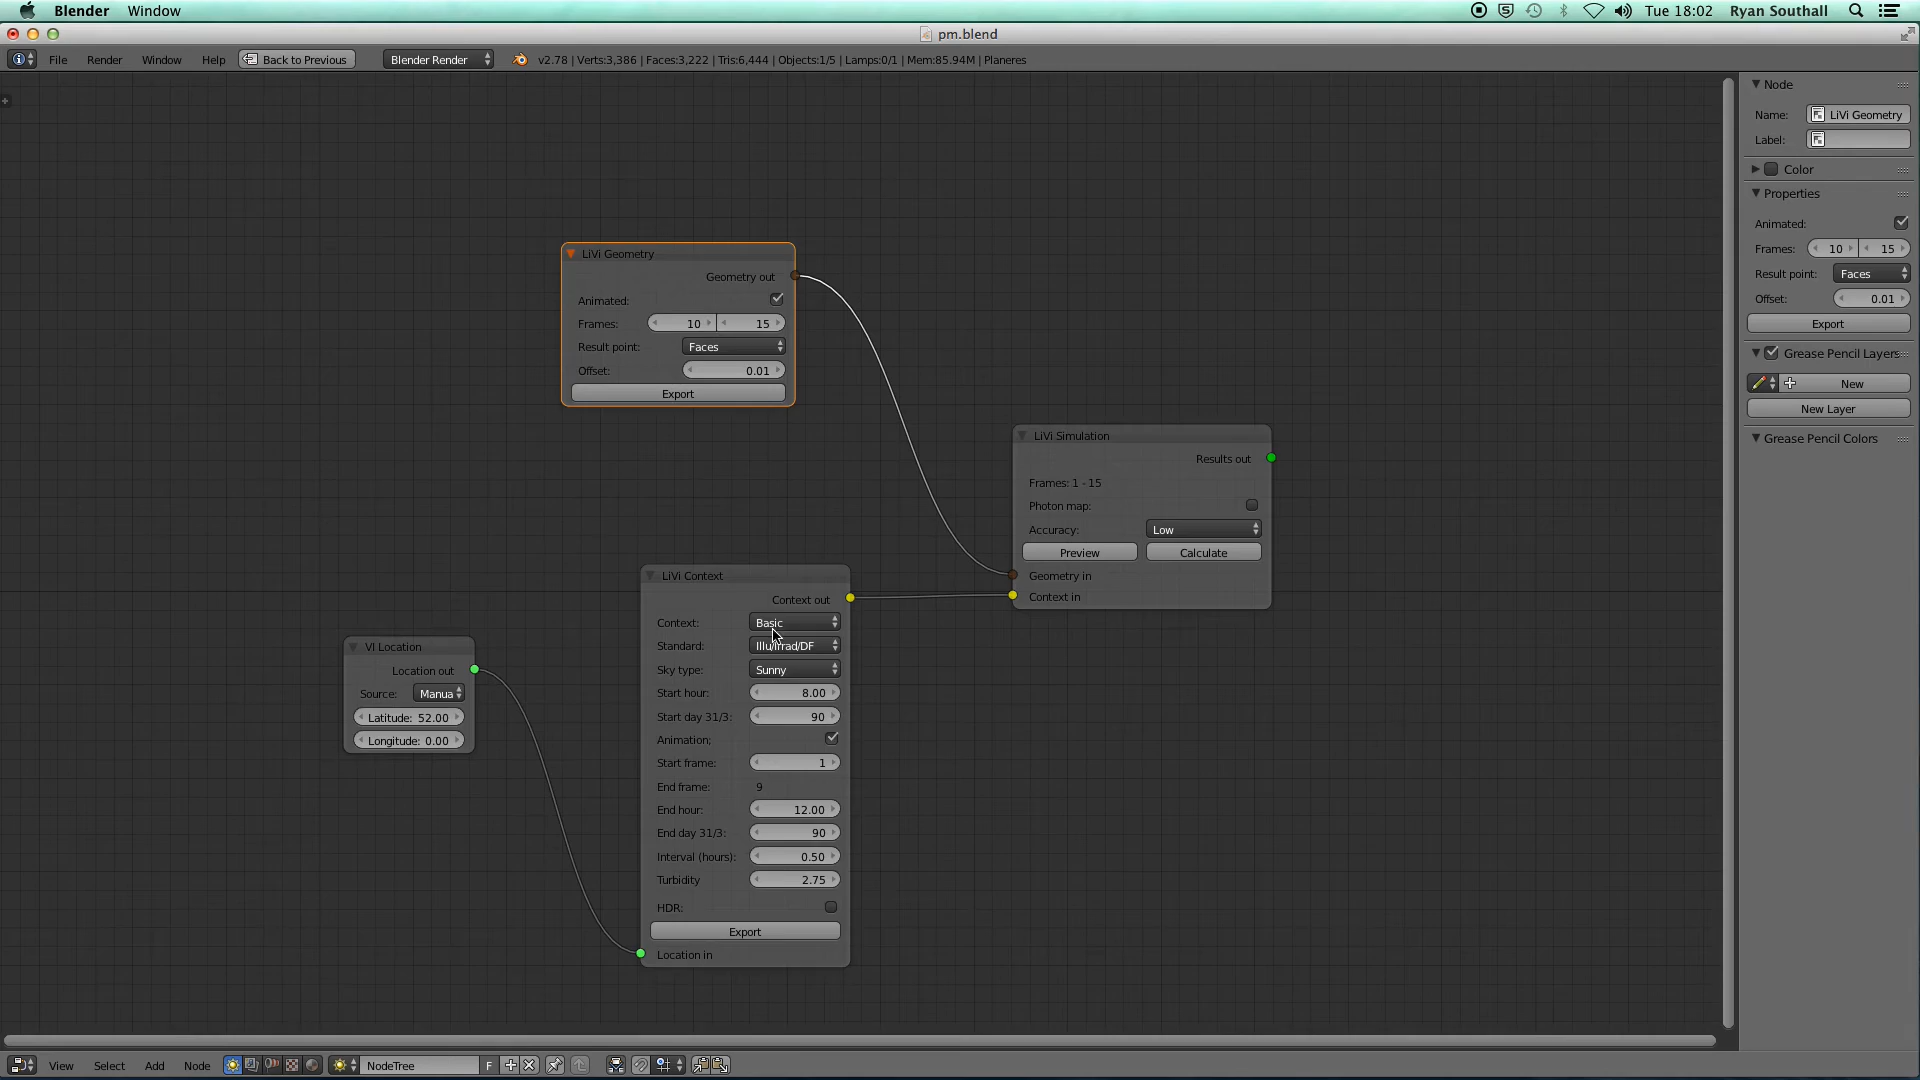 Blender Window Tue 18:02 Ryan Southall
pm.blend
File Render Window Help Back to Previous Blender Render v2.78 | Verts:3,386 | Faces:3,222 | Tris:6,444 | Objects:1/5 | Lamps:0/1 | Mem:85.94M | Planeres
LiVi Geometry
Geometry out
Animated:
Frames: 10 15
Result point: Faces
Offset: 0.01
Export
LiVi Simulation
Results out
Frames: 1 - 15
Photon map:
Accuracy: Low
Preview Calculate
Geometry in
Context in
LiVi Context
Context out
Context: Basic
Standard: Illu/Irrad/DF
Sky type: Sunny
Start hour: 8.00
Start day 31/3: 90
Animation;
Start frame: 1
End frame: 9
End hour: 12.00
End day 31/3: 90
Interval (hours): 0.50
Turbidity 2.75
HDR:
Export
Location in
VI Location
Location out
Source: Manua
Latitude: 52.00
Longitude: 0.00
Node
Name: LiVi Geometry
Label:
Color
Properties
Animated:
Frames: 10 15
Result point: Faces
Offset: 0.01
Export
Grease Pencil Layers
New
New Layer
Grease Pencil Colors
View Select Add Node NodeTree F